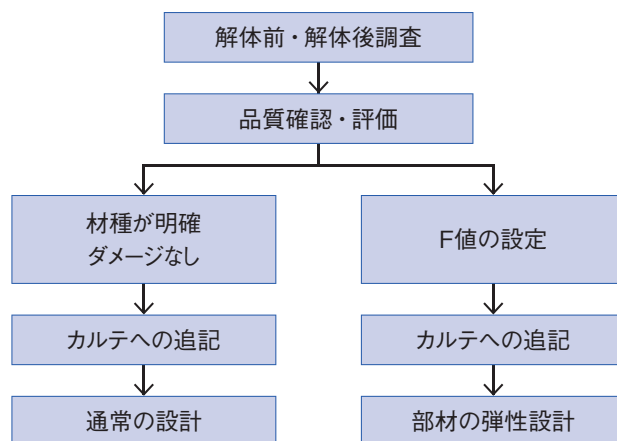 解体前・解体後調査
品質確認・評価
材種が明確
ダメージなし
F値の設定
カルテへの追記
カルテへの追記
通常の設計
部材の弾性設計